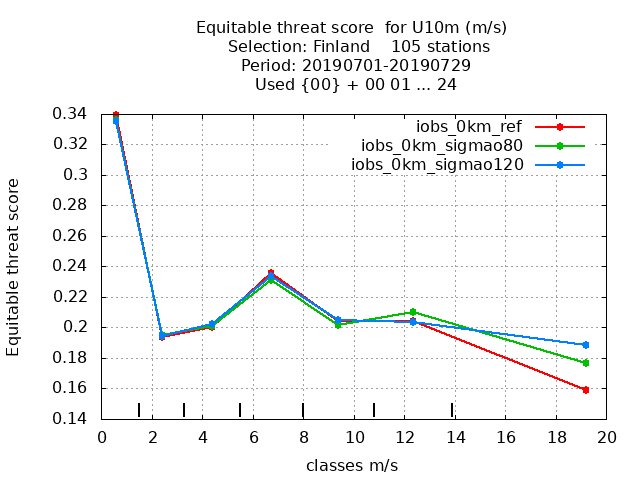 Equitable threat score  for U10m (m/s)
Selection: Finland    105 stations
Period: 20190701-20190729
Used {00} + 00 01 ... 24
iobs_0km_ref
iobs_0km_sigmao80
iobs_0km_sigmao120
Equitable threat score
0.34
0.32
0.3
0.28
0.26
0.24
0.22
0.2
0.18
0.16
0.14
0 2 4 6 8 10 12 14 16 18 20
classes m/s